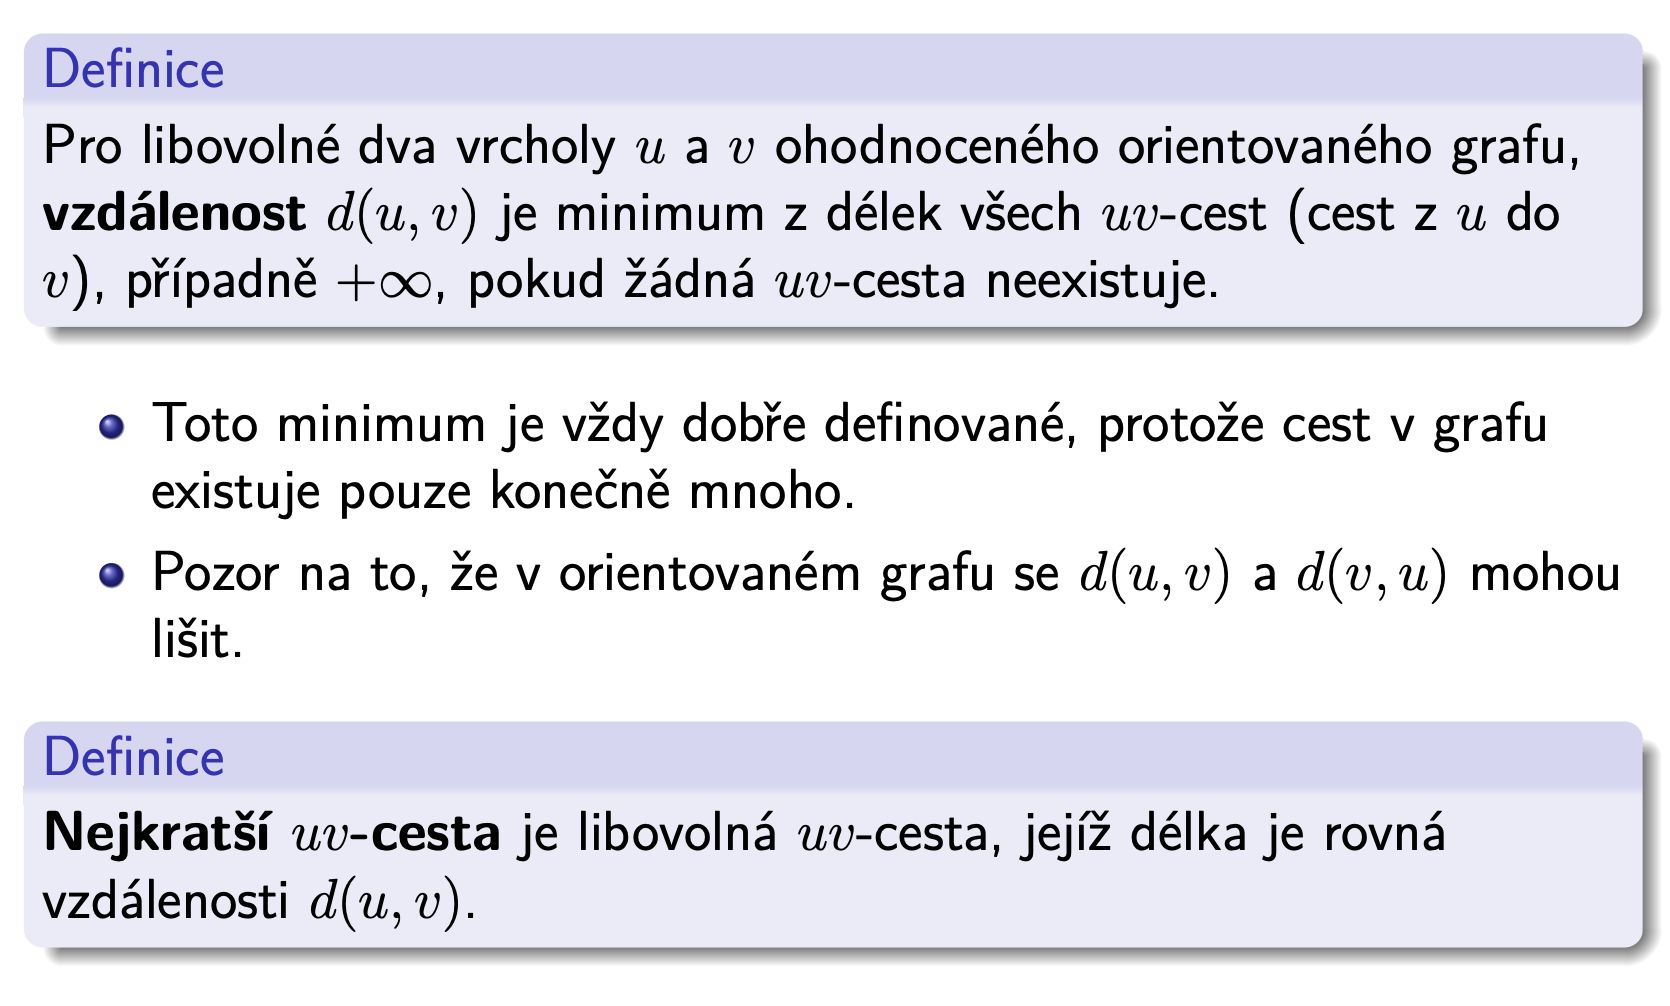 Definice
Pro libovolné dva vrcholy u a v ohodnoceného orientovaného grafu,
vzdálenost d(u, v) je minimum z délek všech uv-cest (cest z u do
v), případně +∞, pokud žádná uv-cesta neexistuje.
Toto minimum je vždy dobře definované, protože cest v grafu
existuje pouze konečně mnoho.
Pozor na to, že v orientovaném grafu se d(u, v) a d(v, u) mohou
lišit.
Definice
Nejkratší uv-cesta je libovolná uv-cesta, jejíž délka je rovná
vzdálenosti d(u, v).